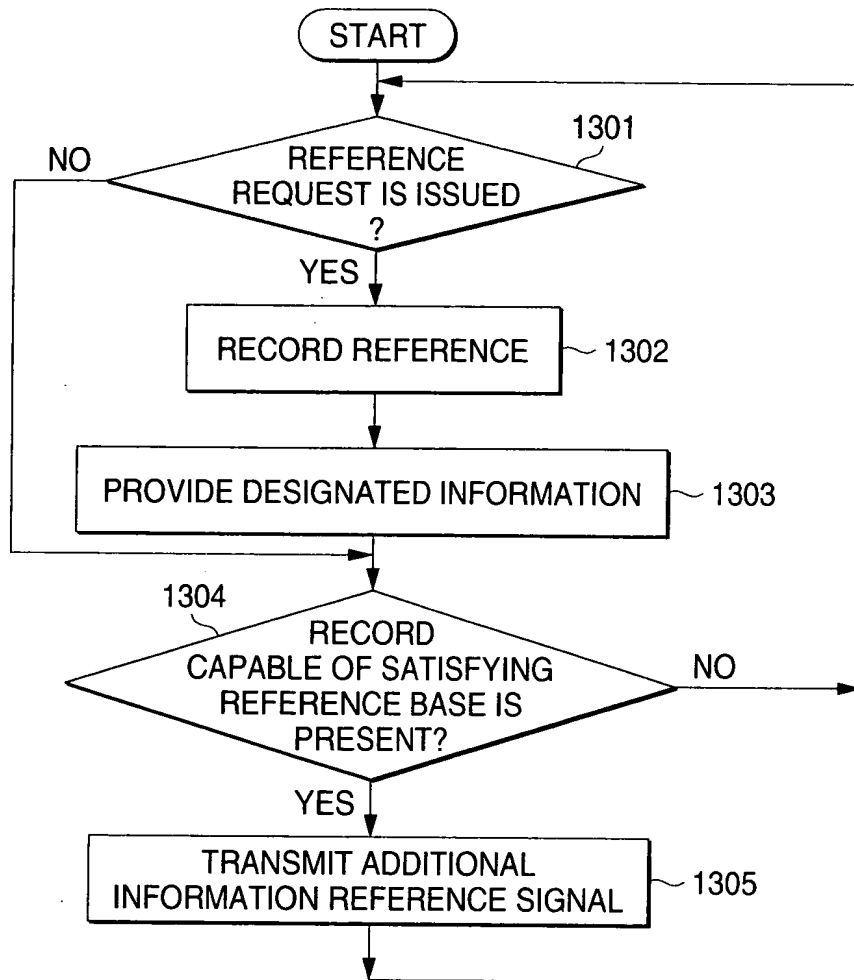 START
1301
NO
REFERENCE
REQUEST IS ISSUED
?
YES
RECORD REFERENCE
1302
PROVIDE DESIGNATED INFORMATION
1303
1304
RECORD
CAPABLE OF SATISFYING
REFERENCE BASE IS
PRESENT?
NO
YES
TRANSMIT ADDITIONAL
INFORMATION REFERENCE SIGNAL
1305